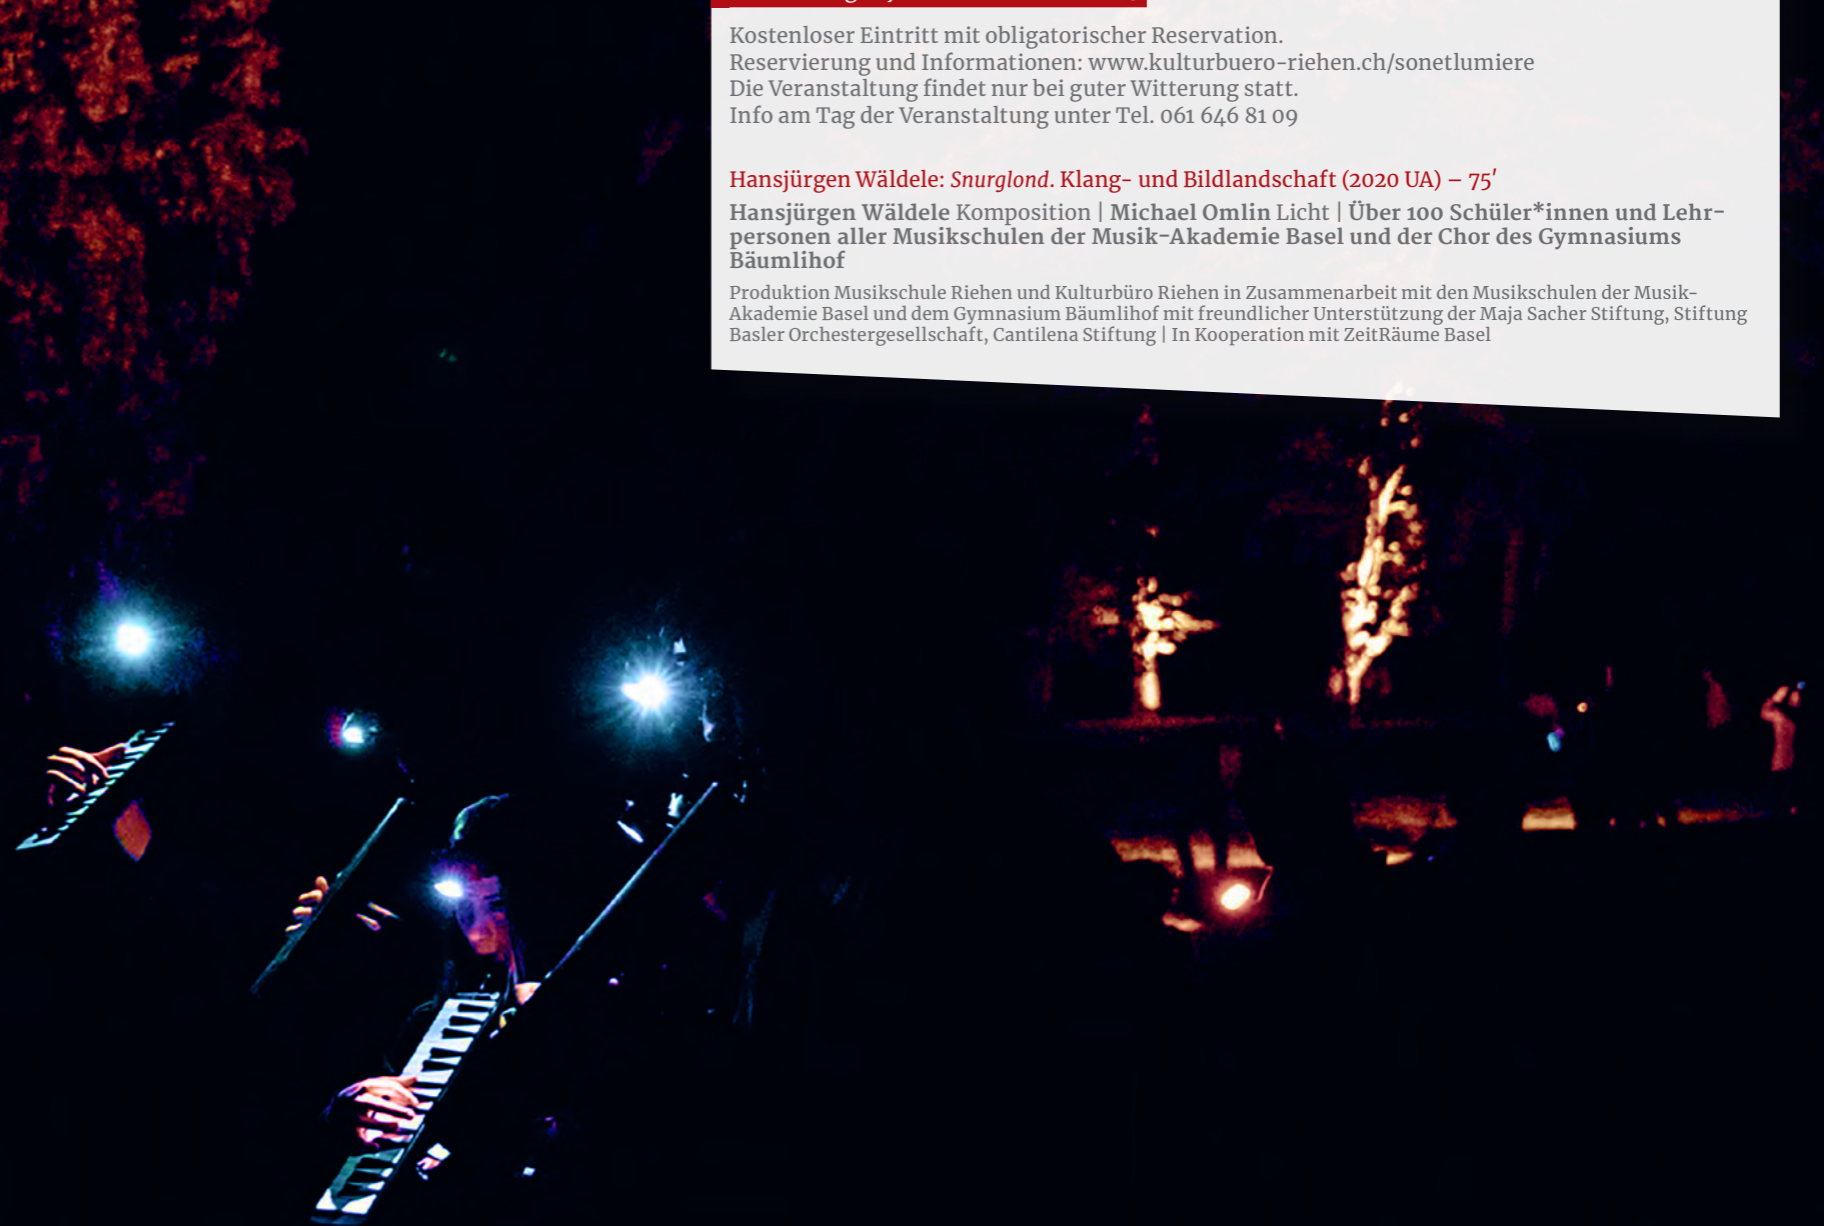 Kostenloser Eintritt mit obligatorischer Reservation.
Reservierung und Informationen: www.kulturbuero-riehen.ch/sonetlumiere
Die Veranstaltung findet nur bei guter Witterung statt.
Info am Tag der Veranstaltung unter Tel. 061 646 81 09
Hansjürgen Wäldele: Snurglond. Klang- und Bildlandschaft (2020 UA) – 75′
Hansjürgen Wäldele Komposition | Michael Omlin Licht | Über 100 Schüler*innen und Lehr-
personen aller Musikschulen der Musik-Akademie Basel und der Chor des Gymnasiums
Bäumlihof
Produktion Musikschule Riehen und Kulturbüro Riehen in Zusammenarbeit mit den Musikschulen der Musik-
Akademie Basel und dem Gymnasium Bäumlihof mit freundlicher Unterstützung der Maja Sacher Stiftung, Stiftung
Basler Orchestergesellschaft, Cantilena Stiftung | In Kooperation mit ZeitRäume Basel